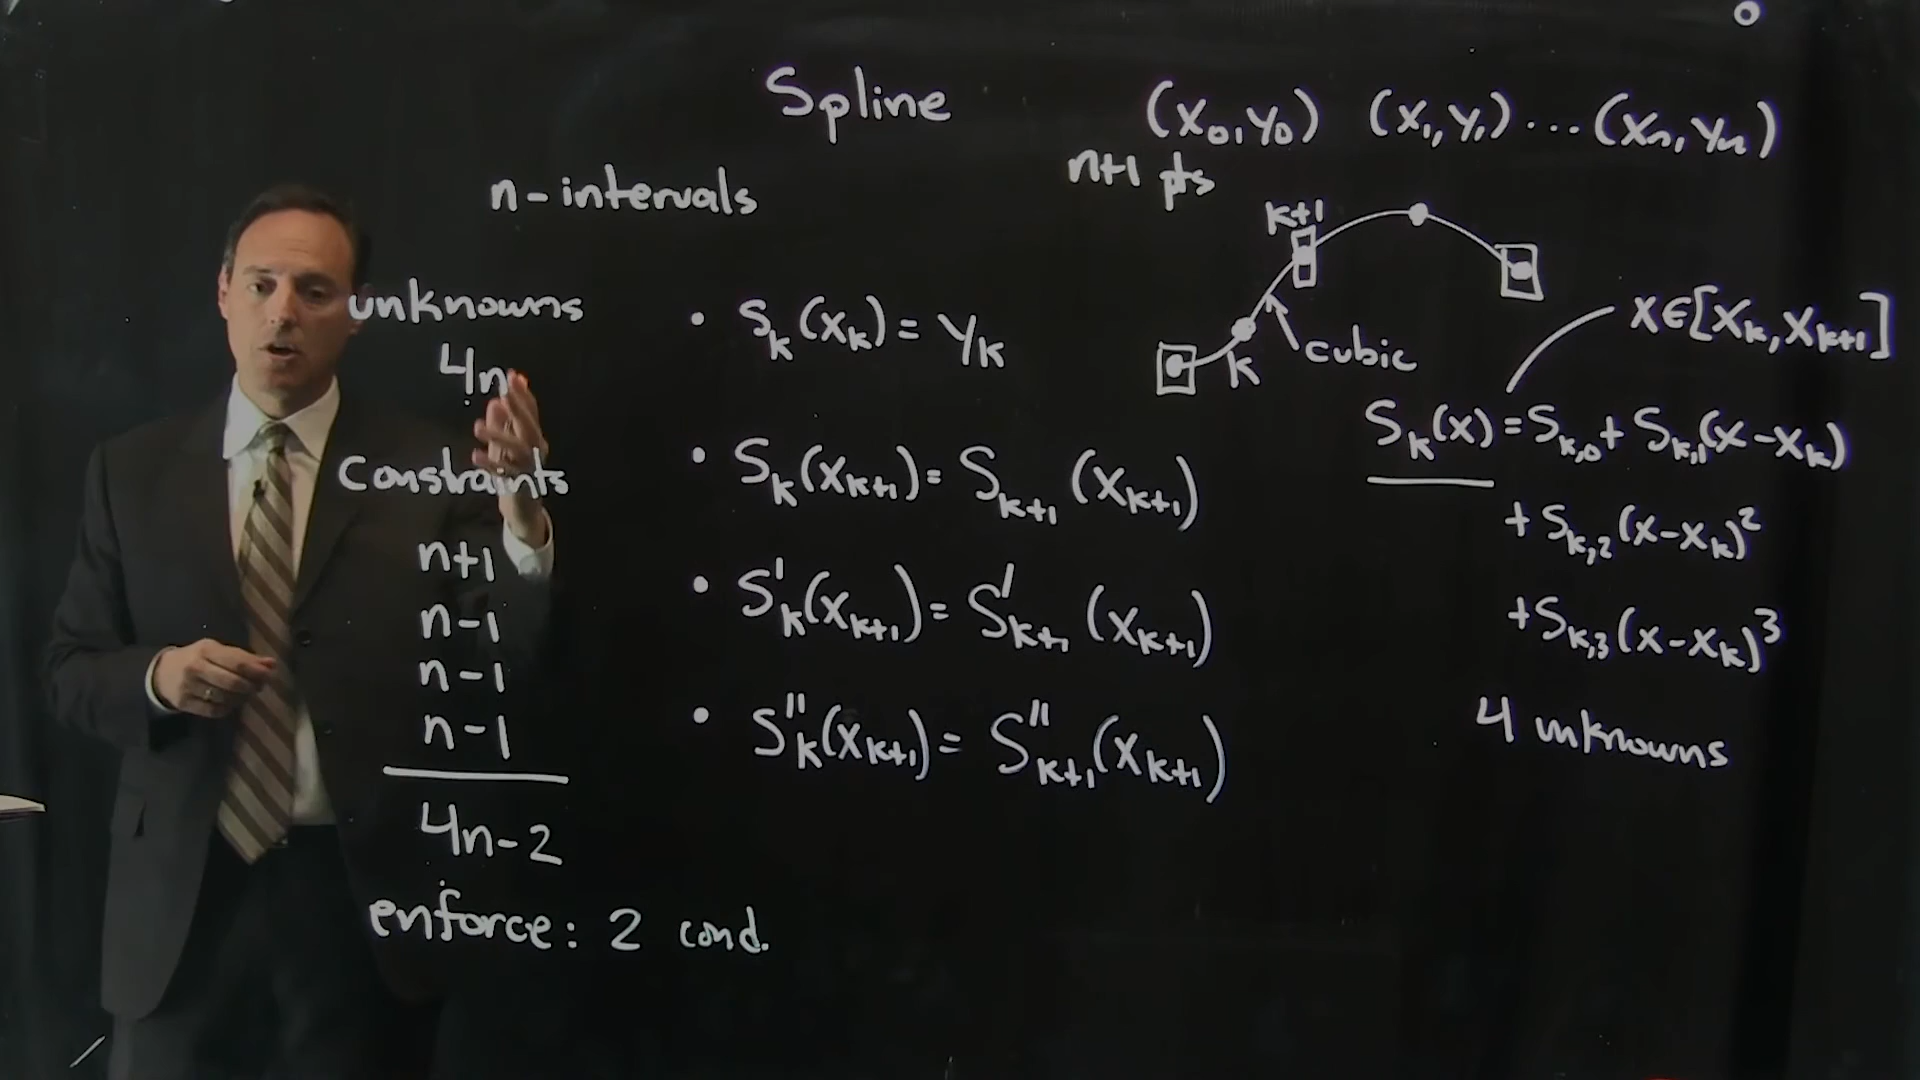 Spline
(x₀,y₀) (x₁,y₁)...(xₙ,yₙ)
n+1 pts
n-intervals
k+1
k
cubic
x∈[xₖ,xₖ₊₁]
unknowns
4n
Constraints
n+1
n-1
n-1
n-1
4n-2
enforce: 2 cond.
• Sₖ(xₖ)=yₖ
• Sₖ(xₖ₊₁)=Sₖ₊₁(xₖ₊₁)
• S'ₖ(xₖ₊₁)=S'ₖ₊₁(xₖ₊₁)
• S''ₖ(xₖ₊₁)=S''ₖ₊₁(xₖ₊₁)
Sₖ(x)=Sₖ,₀+Sₖ,₁(x-xₖ)
+Sₖ,₂(x-xₖ)²
+Sₖ,₃(x-xₖ)³
4 unknowns